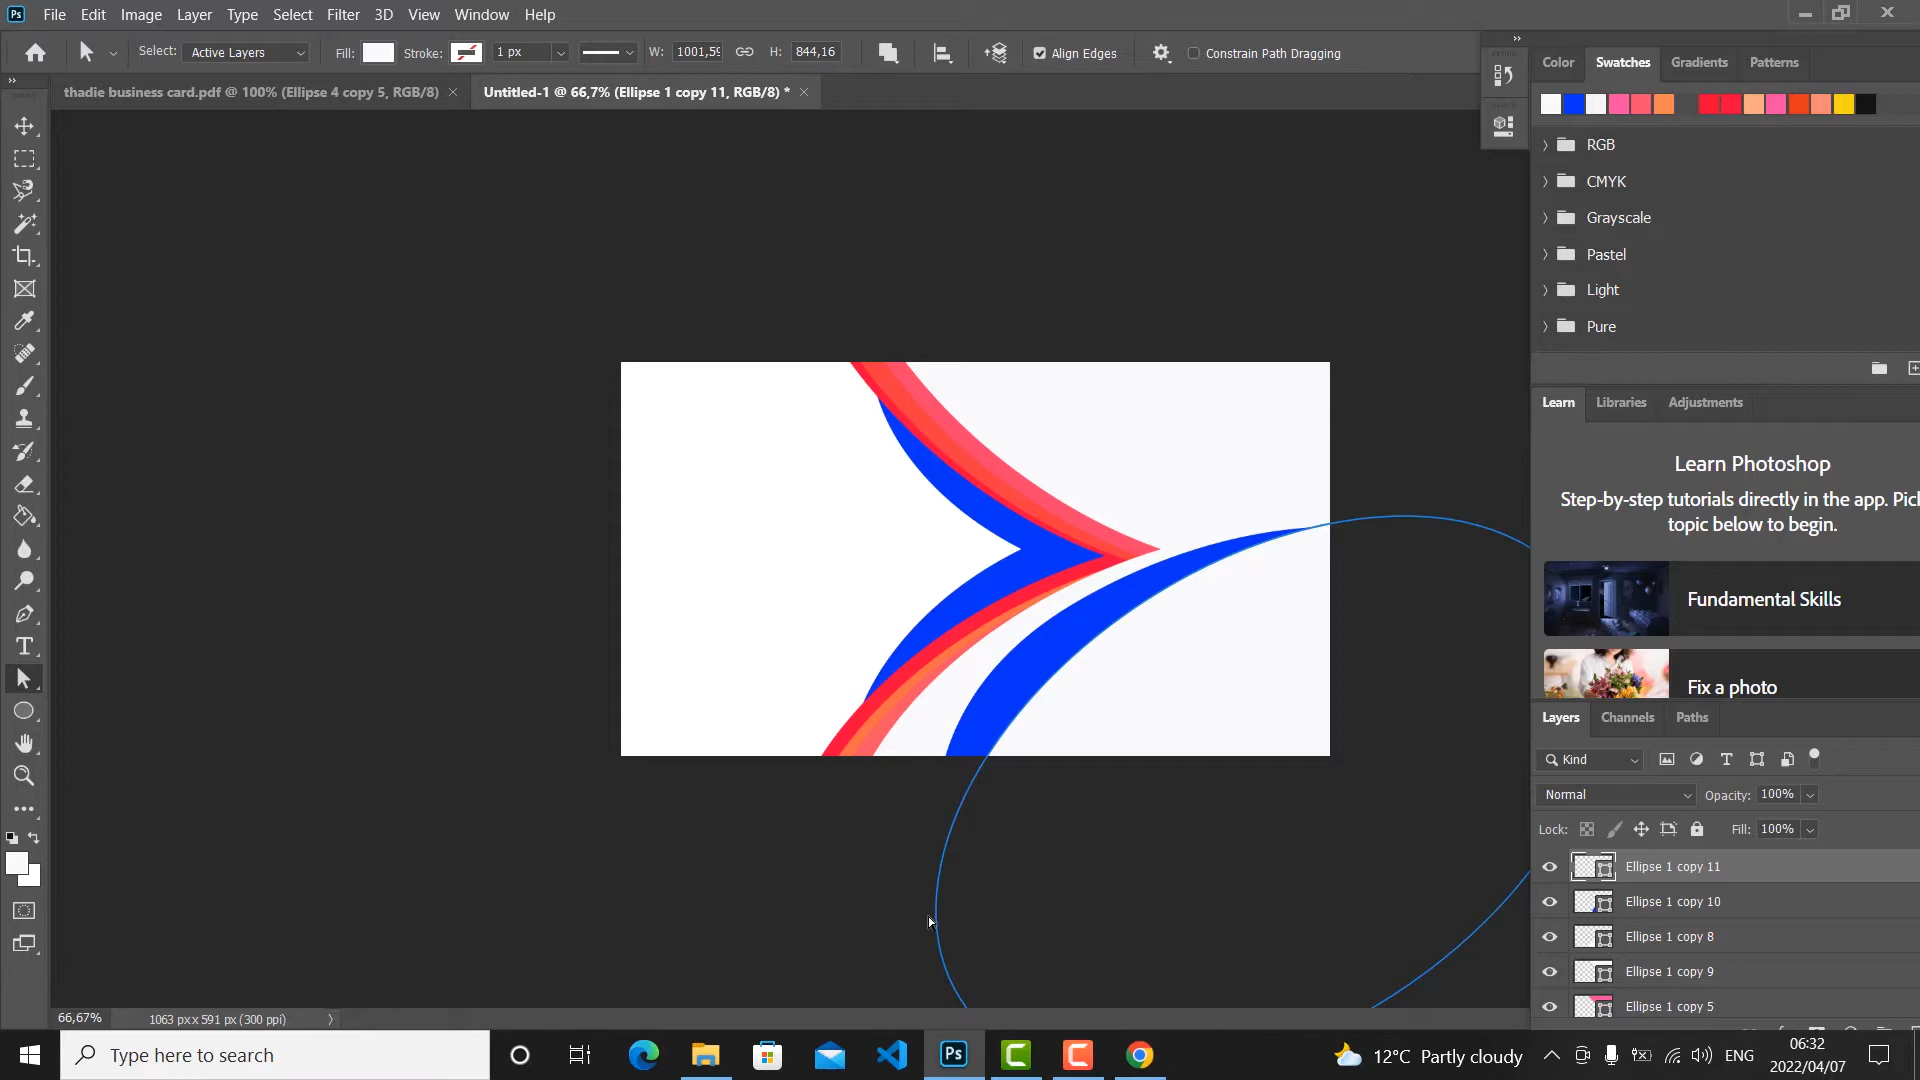 Ps File Edit Image Layer Type Select Filter 3D View Window Help
Select: Active Layers Fill: Stroke: 1 px W: 1001,59 H: 844,16 Align Edges Constrain Path Dragging
thadie business card.pdf @ 100% (Ellipse 4 copy 5, RGB/8) Untitled-1 @ 66,7% (Ellipse 1 copy 11, RGB/8) *
Color Swatches Gradients Patterns
RGB
CMYK
Grayscale
Pastel
Light
Pure
Learn Libraries Adjustments
Learn Photoshop
Step-by-step tutorials directly in the app. Pick
topic below to begin.
Fundamental Skills
Fix a photo
Layers Channels Paths
Kind
Normal Opacity: 100%
Lock: Fill: 100%
Ellipse 1 copy 11
Ellipse 1 copy 10
Ellipse 1 copy 8
Ellipse 1 copy 9
Ellipse 1 copy 5
66,67% 1063 px x 591 px (300 ppi)
Type here to search
Ps
12°C Partly cloudy
ENG
06:32
2022/04/07